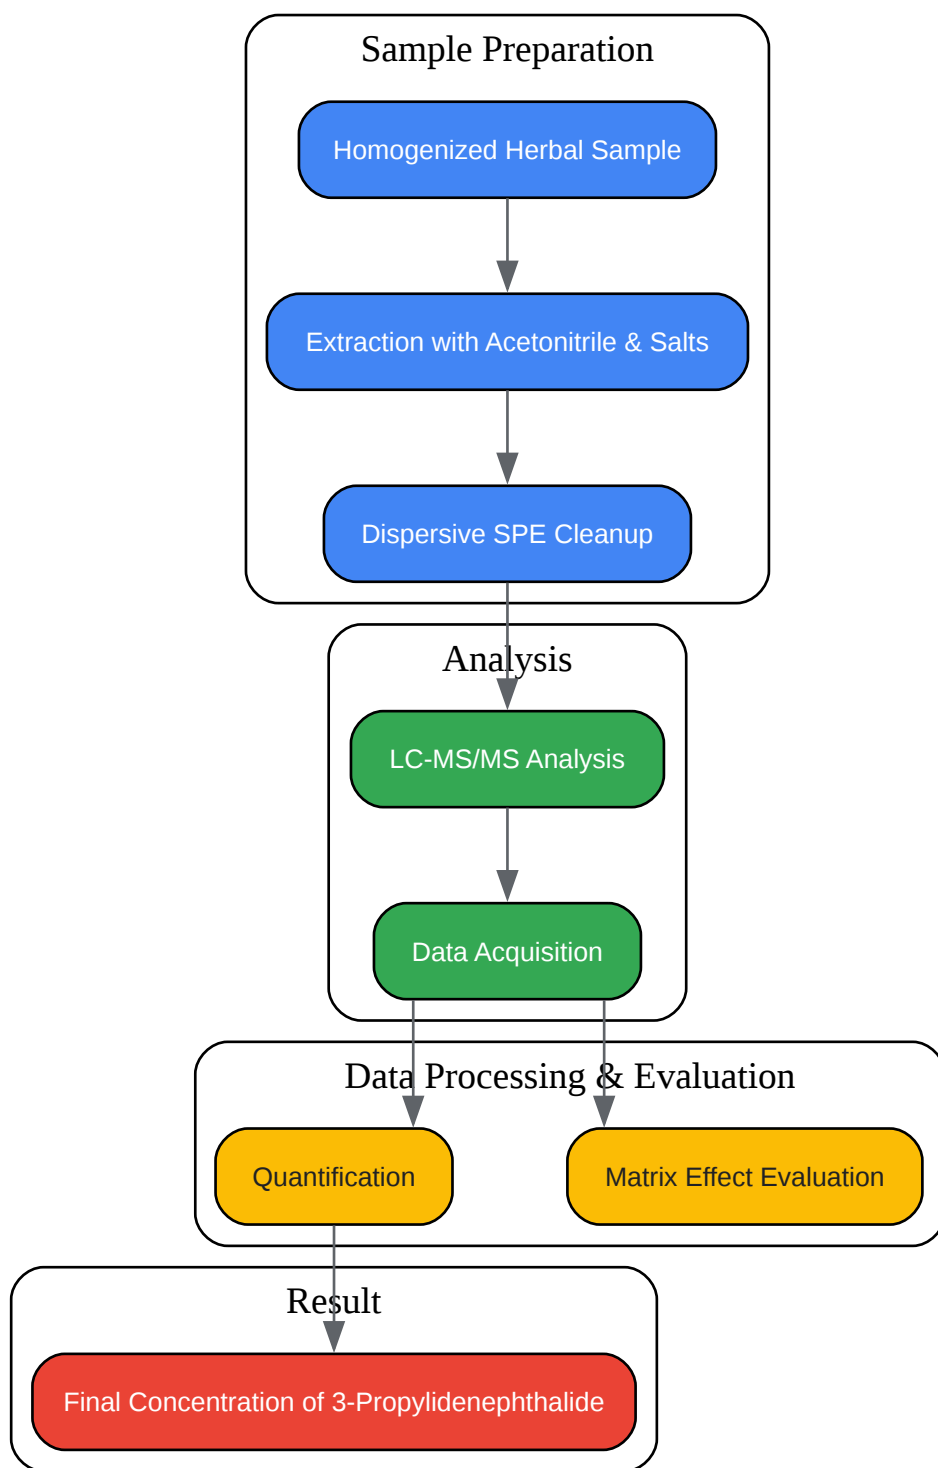 Sample Preparation
Homogenized Herbal Sample
Extraction with Acetonitrile & Salts
Dispersive SPE Cleanup
Analysis
LC-MS/MS Analysis
Data Acquisition
Data Processing & Evaluation
Quantification
Matrix Effect Evaluation
Result
Final Concentration of 3-Propylidenephthalide